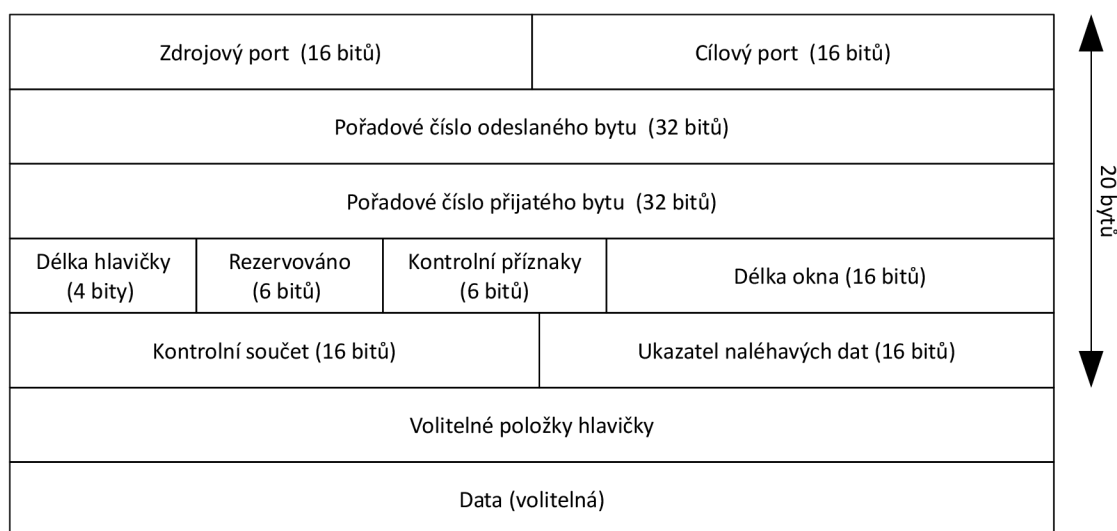 Zdrojový port (16 bitů)
Cílový port (16 bitů)
Pořadové číslo odeslaného bytu (32 bitů)
Pořadové číslo přijatého bytu (32 bitů)
Délka hlavičky
(4 bity)
Rezervováno
(6 bitů)
Kontrolní příznaky
(6 bitů)
Délka okna (16 bitů)
Kontrolní součet (16 bitů)
Ukazatel naléhavých dat (16 bitů)
Volitelné položky hlavičky
Data (volitelná)
20 bytů